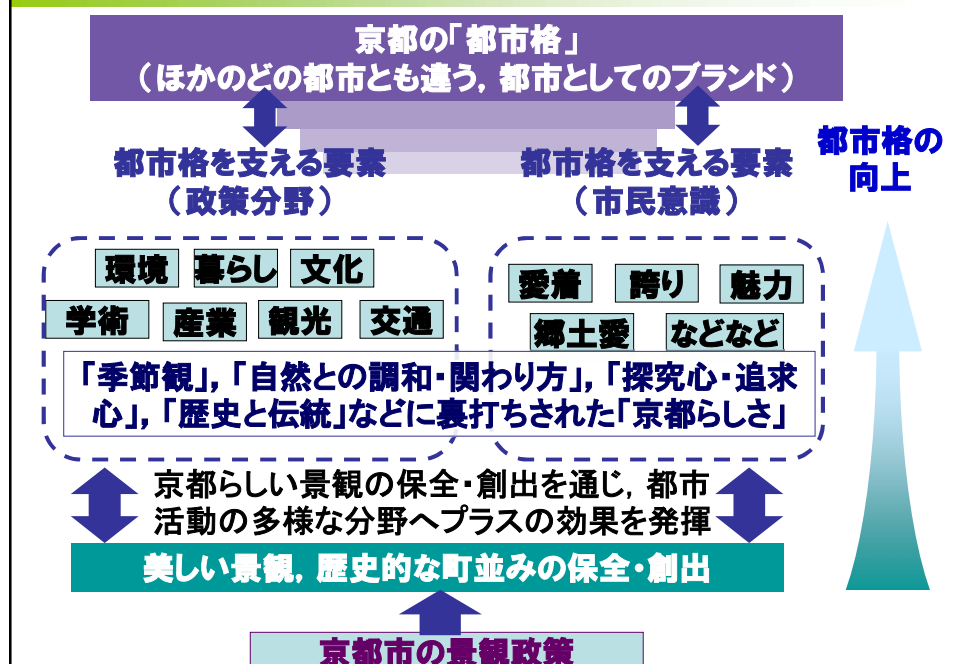 京都の「都市格」
（ほかのどの都市とも違う，都市としてのブランド）
都市格の
向上
都市格を支える要素
（政策分野）
都市格を支える要素
（市民意識）
環境 暮らし 文化
学術 産業 観光 交通
愛着 誇り 魅力
郷土愛 などなど
「季節観」，「自然との調和・関わり方」，「探究心・追求
心」，「歴史と伝統」などに裏打ちされた「京都らしさ」
京都らしい景観の保全・創出を通じ，都市
活動の多様な分野へプラスの効果を発揮
美しい景観，歴史的な町並みの保全・創出
京都市の景観政策